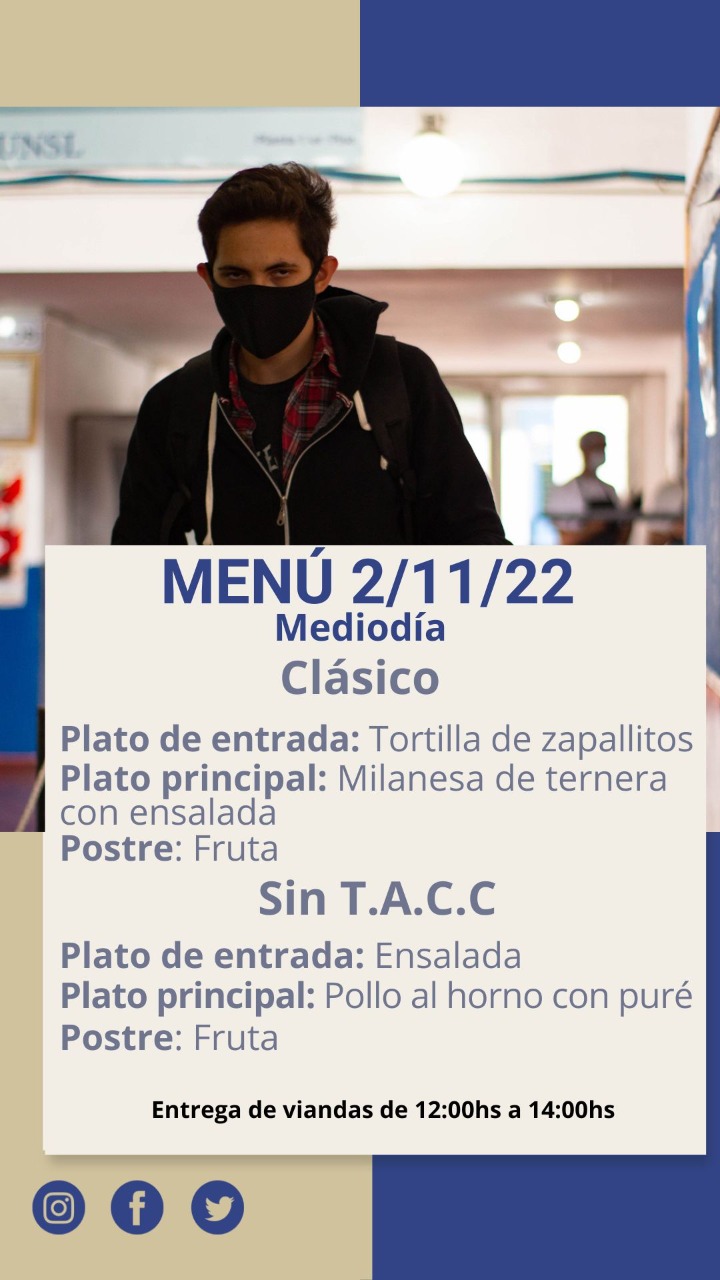 UNSL
MENÚ 2/11/22
Mediodía
Clásico
Plato de entrada: Tortilla de zapallitos
Plato principal: Milanesa de ternera
con ensalada
Postre: Fruta
Sin T.A.C.C
Plato de entrada: Ensalada
Plato principal: Pollo al horno con puré
Postre: Fruta
Entrega de viandas de 12:00hs a 14:00hs